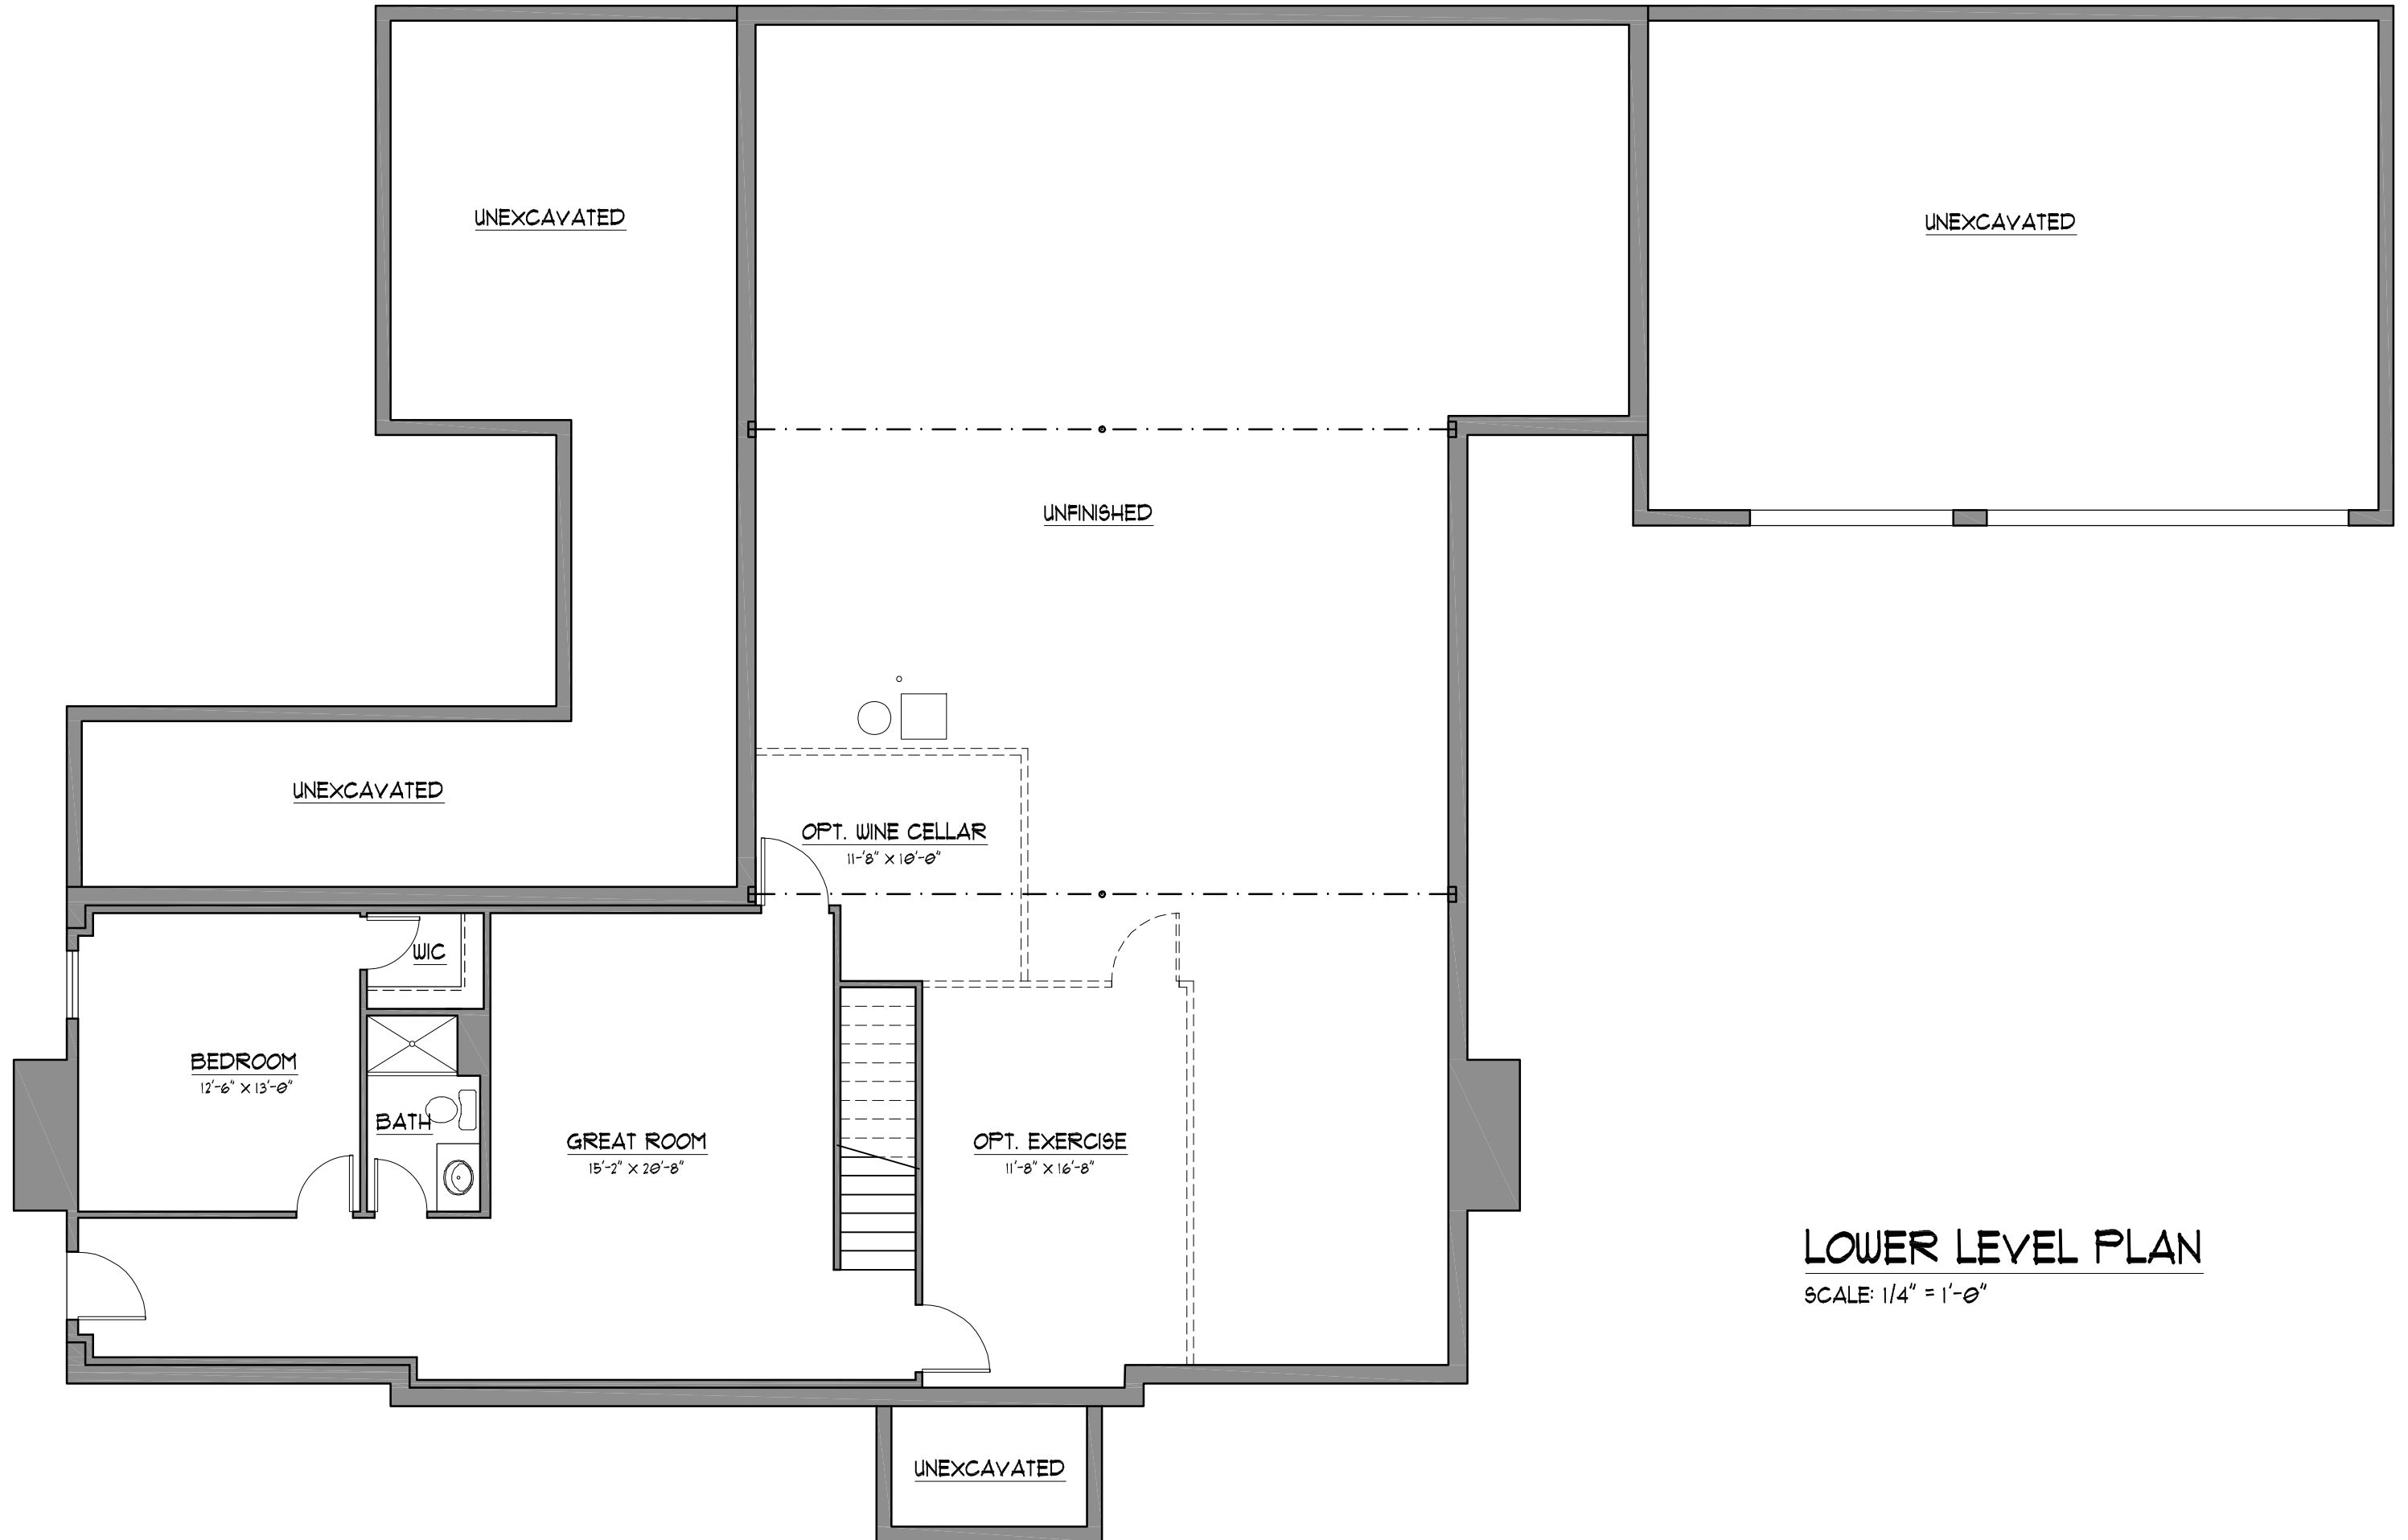 UNEXCAVATED
UNEXCAVATED
UNFINISHED
UNEXCAVATED
OPT. WINE CELLAR
11'-8" X 10'-0"
WIC
BEDROOM
12'-6" X 13'-0"
BATH
GREAT ROOM
15'-2" X 20'-8"
OPT. EXERCISE
11'-8" X 16'-8"
LOWER LEVEL PLAN
SCALE: 1/4" = 1'-0"
UNEXCAVATED